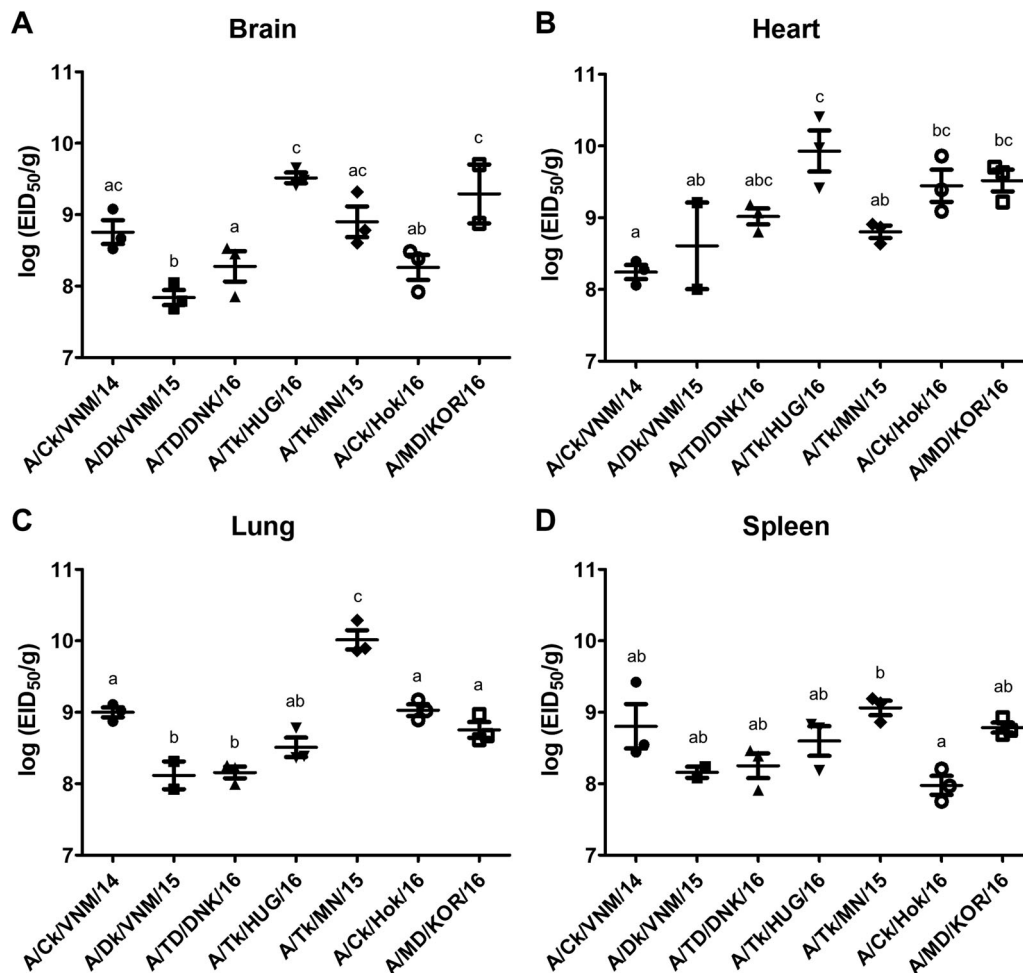 A
Brain
log (EID50/g)
11
10
9
8
7
ac
b
a
c
ac
ab
c
A/Ck/VNM/14
A/Dk/VNM/15
A/TD/DNK/16
A/Tk/HUG/16
A/Tk/MN/15
A/Ck/Hok/16
A/MD/KOR/16
B
Heart
log (EID50/g)
11
10
9
8
7
a
ab
abc
c
ab
bc
bc
A/Ck/VNM/14
A/Dk/VNM/15
A/TD/DNK/16
A/Tk/HUG/16
A/Tk/MN/15
A/Ck/Hok/16
A/MD/KOR/16
C
Lung
log (EID50/g)
11
10
9
8
7
a
b
b
ab
c
a
a
A/Ck/VNM/14
A/Dk/VNM/15
A/TD/DNK/16
A/Tk/HUG/16
A/Tk/MN/15
A/Ck/Hok/16
A/MD/KOR/16
D
Spleen
log (EID50/g)
11
10
9
8
7
ab
ab
ab
ab
b
a
ab
A/Ck/VNM/14
A/Dk/VNM/15
A/TD/DNK/16
A/Tk/HUG/16
A/Tk/MN/15
A/Ck/Hok/16
A/MD/KOR/16